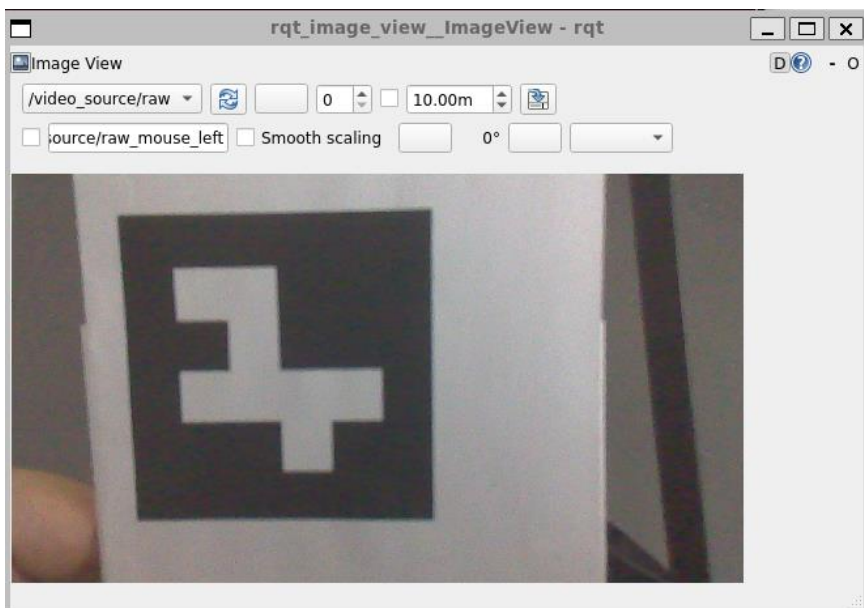 rqt_image_view__ImageView - rqt
Image View
D - O
/video_source/raw 0 10.00m
source/raw_mouse_left Smooth scaling 0°